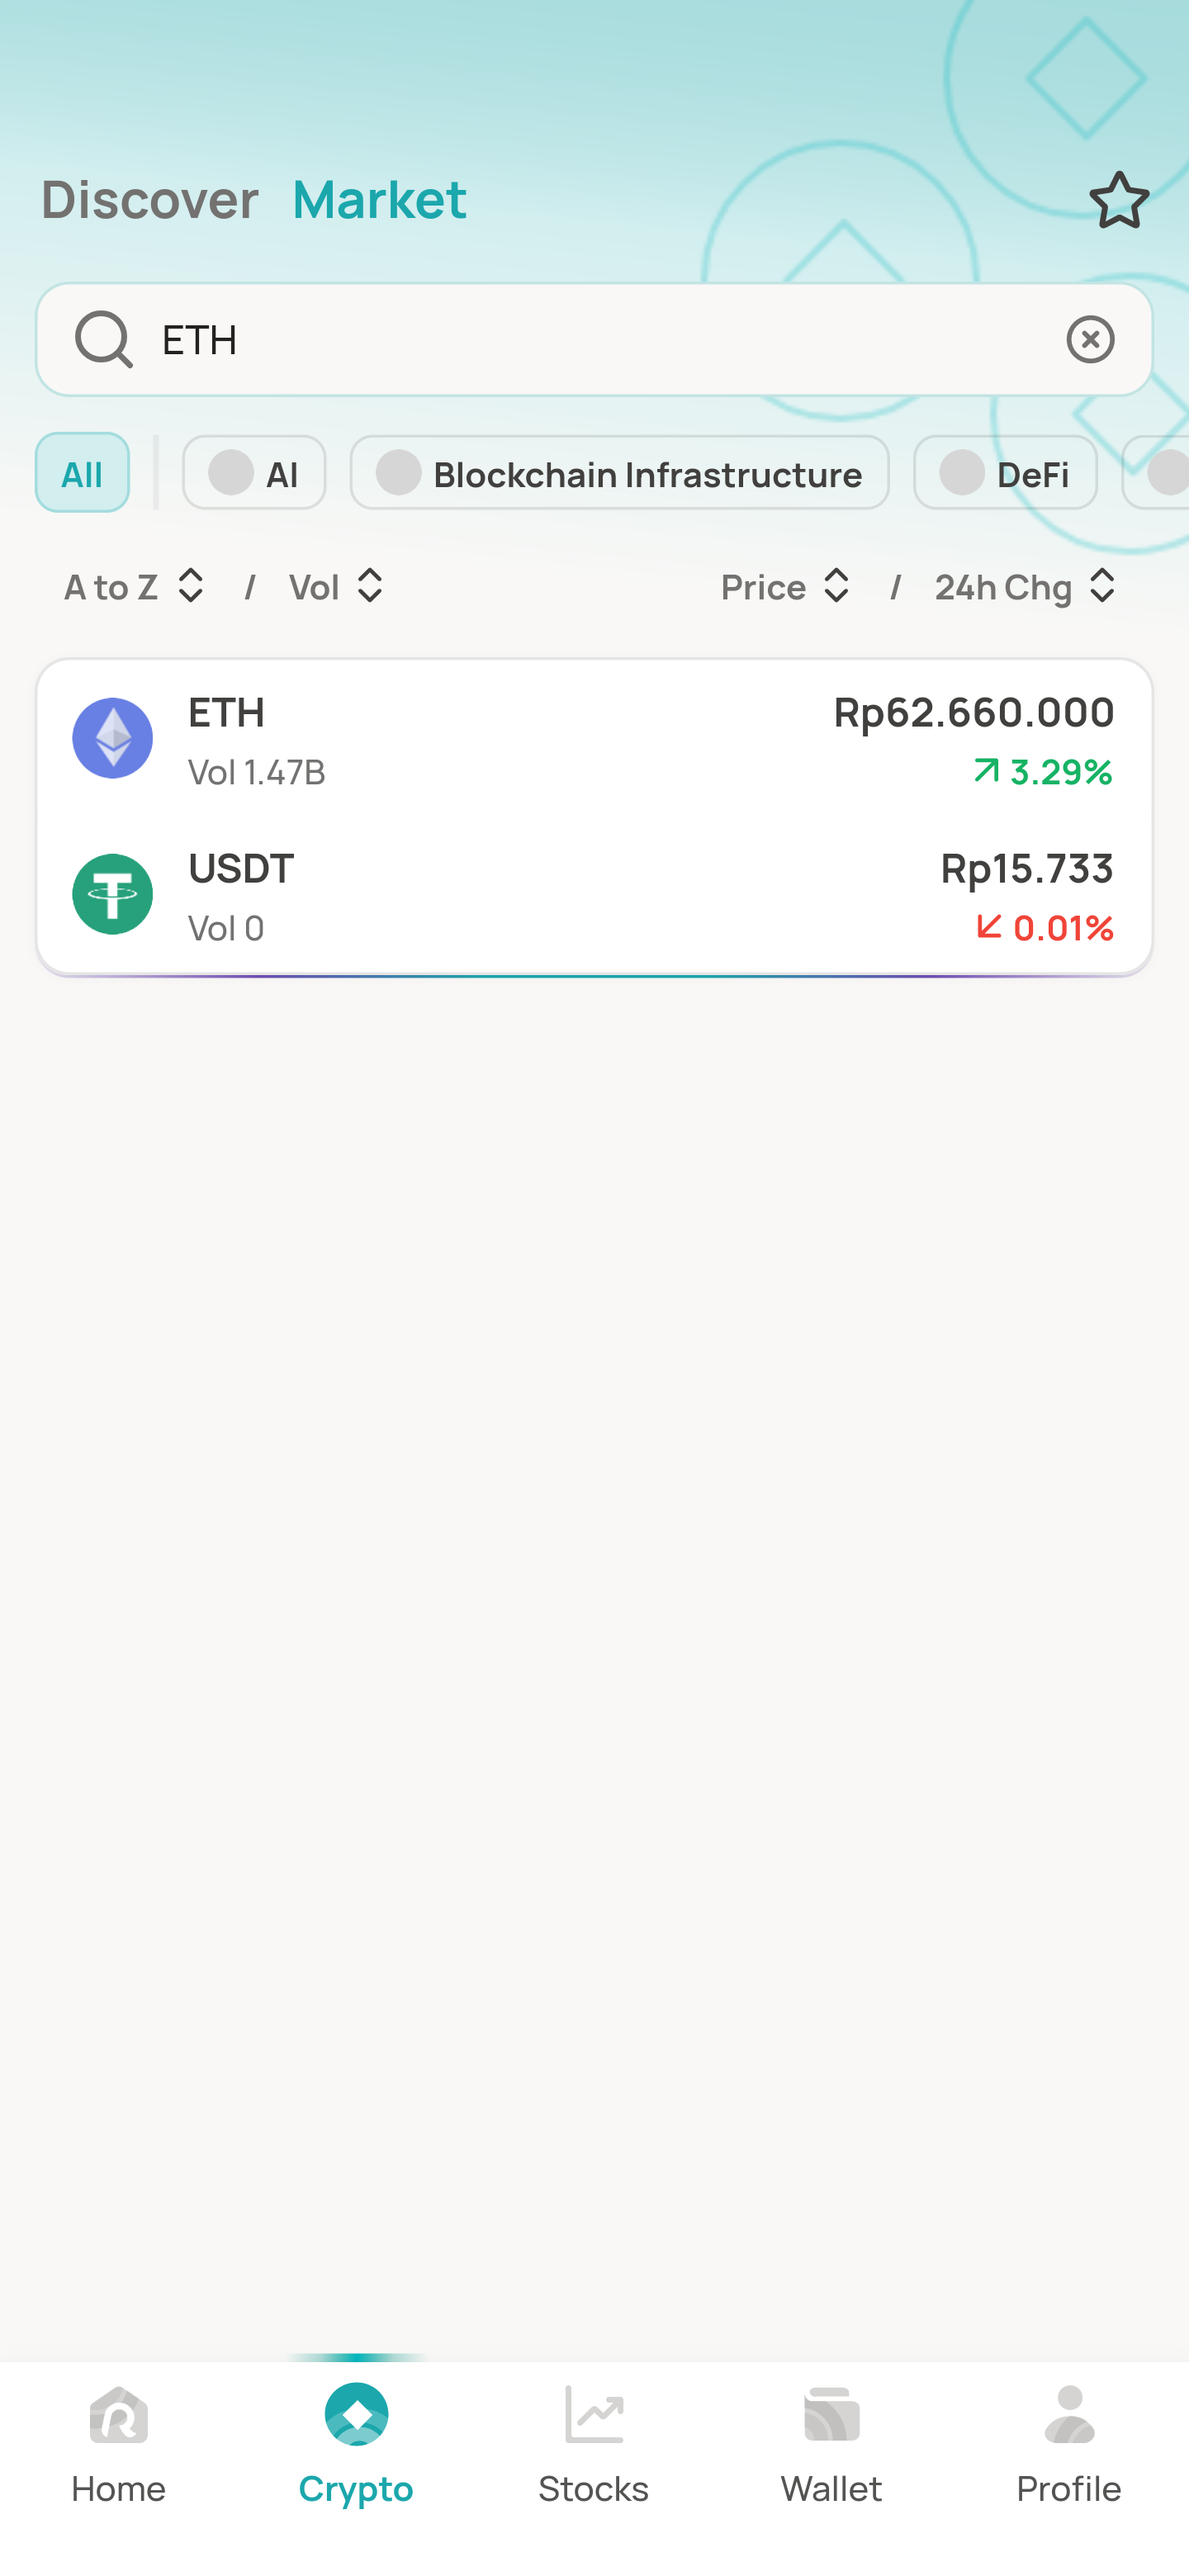 Discover Market
ETH
All AI Blockchain Infrastructure DeFi
A to Z / Vol Price / 24h Chg
ETH Rp62.660.000
Vol 1.47B 3.29%
USDT Rp15.733
Vol 0 0.01%
Home Crypto Stocks Wallet Profile